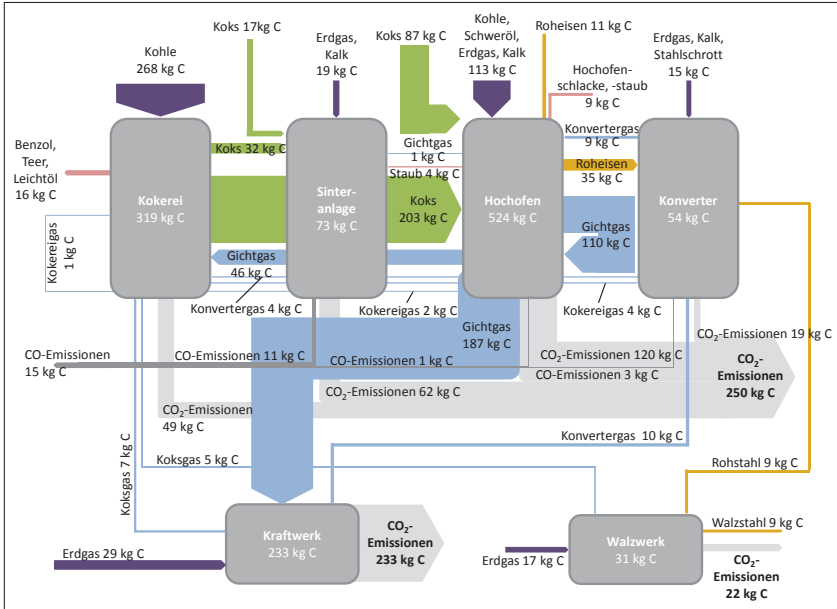 Kohle
268 kg C
Koks 17kg C
Erdgas,
Kalk
19 kg C
Koks 87 kg C
Kohle,
Schweröl,
Erdgas, Kalk
113 kg C
Roheisen 11 kg C
Hochofen-
schlacke, -staub
9 kg C
Erdgas, Kalk,
Stahlschrott
15 kg C
Benzol,
Teer,
Leichtöl
16 kg C
Kokerei
319 kg C
Koks 32 kg C
Sinter-
anlage
73 kg C
Gichtgas
1 kg C
Staub 4 kg C
Koks
203 kg C
Hochofen
524 kg C
Konvertergas
9 kg C
Roheisen
35 kg C
Gichtgas
110 kg C
Konverter
54 kg C
Kokereigas
1 kg C
Gichtgas
46 kg C
Konvertergas 4 kg C
Kokereigas 2 kg C
Kokereigas 4 kg C
Gichtgas
187 kg C
CO-Emissionen
15 kg C
CO-Emissionen 11 kg C
CO-Emissionen 1 kg C
CO₂-Emissionen 19 kg C
CO₂-Emissionen 120 kg C
CO-Emissionen 3 kg C
CO₂-
Emissionen
250 kg C
CO₂-Emissionen 62 kg C
CO₂-Emissionen
49 kg C
Konvertergas 10 kg C
Koksgas 7 kg C
Koksgas 5 kg C
Rohstahl 9 kg C
Kraftwerk
233 kg C
CO₂-
Emissionen
233 kg C
Erdgas 29 kg C
Walzwerk
31 kg C
Walzstahl 9 kg C
Erdgas 17 kg C
CO₂-
Emissionen
22 kg C